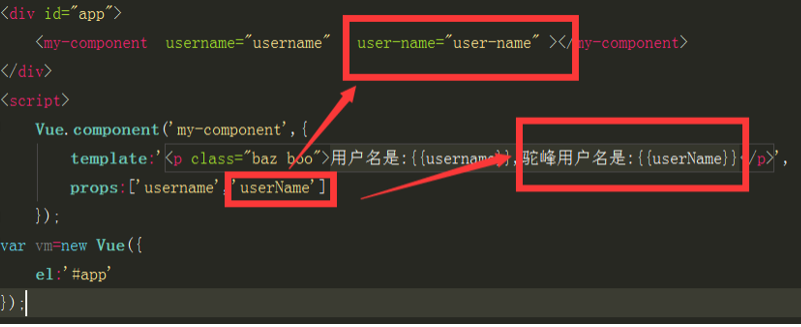 <div id="app">
<my-component username="username" user-name="user-name" ></my-component>
</div>
<script>
Vue.component('my-component',{
template:'<p class="baz boo">用户名是:{{username}},驼峰用户名是:{{userName}}</p>',
props:['username','userName']
});
var vm=new Vue({
el:'#app'
});